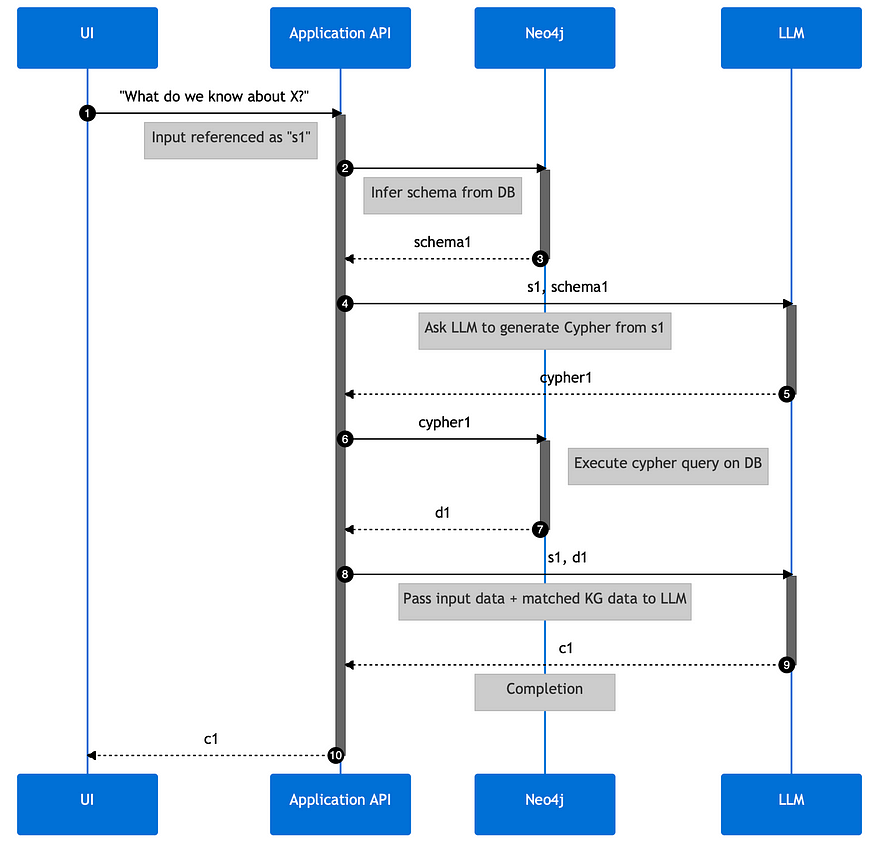 UI
Application API
Neo4j
LLM
"What do we know about X?"
1
Input referenced as "s1"
2
Infer schema from DB
schema1
3
s1, schema1
4
Ask LLM to generate Cypher from s1
cypher1
5
cypher1
6
Execute cypher query on DB
d1
7
s1, d1
8
Pass input data + matched KG data to LLM
c1
9
Completion
c1
10
UI
Application API
Neo4j
LLM